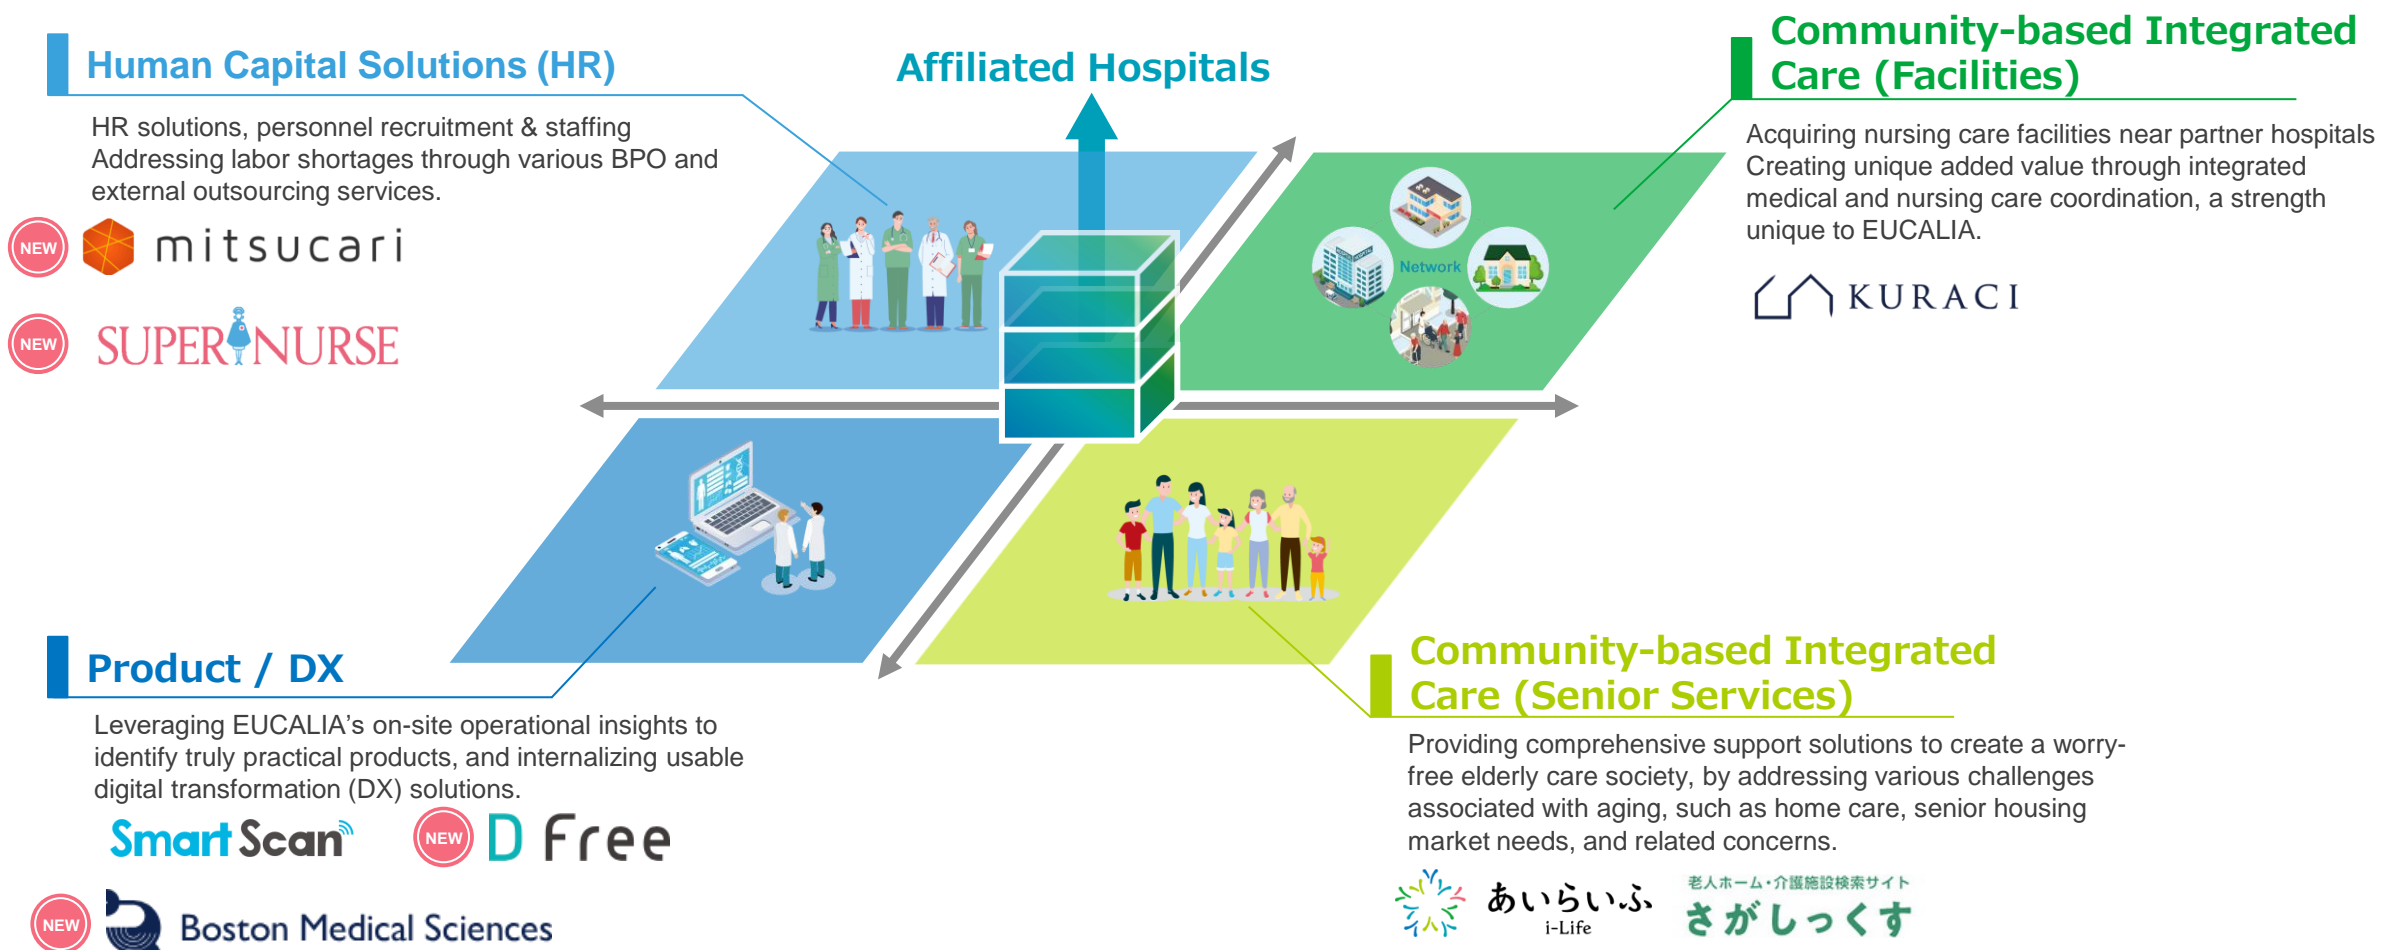 Human Capital Solutions (HR)
HR solutions, personnel recruitment & staffing
Addressing labor shortages through various BPO and
external outsourcing services.
NEW
mitsucari
NEW
SUPER NURSE
Affiliated Hospitals
Community-based Integrated
Care (Facilities)
Acquiring nursing care facilities near partner hospitals
Creating unique added value through integrated
medical and nursing care coordination, a strength
unique to EUCALIA.
KURACI
Network
Product / DX
Leveraging EUCALIA’s on-site operational insights to
identify truly practical products, and internalizing usable
digital transformation (DX) solutions.
Smart Scan
NEW
D Free
NEW
Boston Medical Sciences
Community-based Integrated
Care (Senior Services)
Providing comprehensive support solutions to create a worry-
free elderly care society, by addressing various challenges
associated with aging, such as home care, senior housing
market needs, and related concerns.
あいらいふ
i-Life
老人ホーム・介護施設検索サイト
さがしっくす